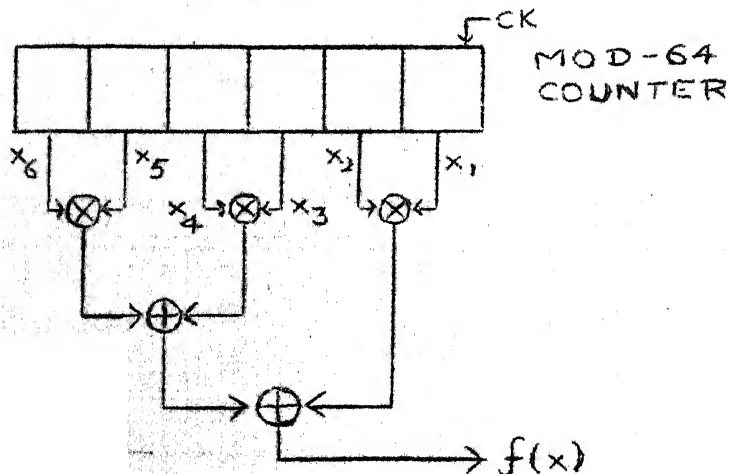 CK
MOD-64
COUNTER
x₆ x₅ x₄ x₃ x₂ x₁
f(x)